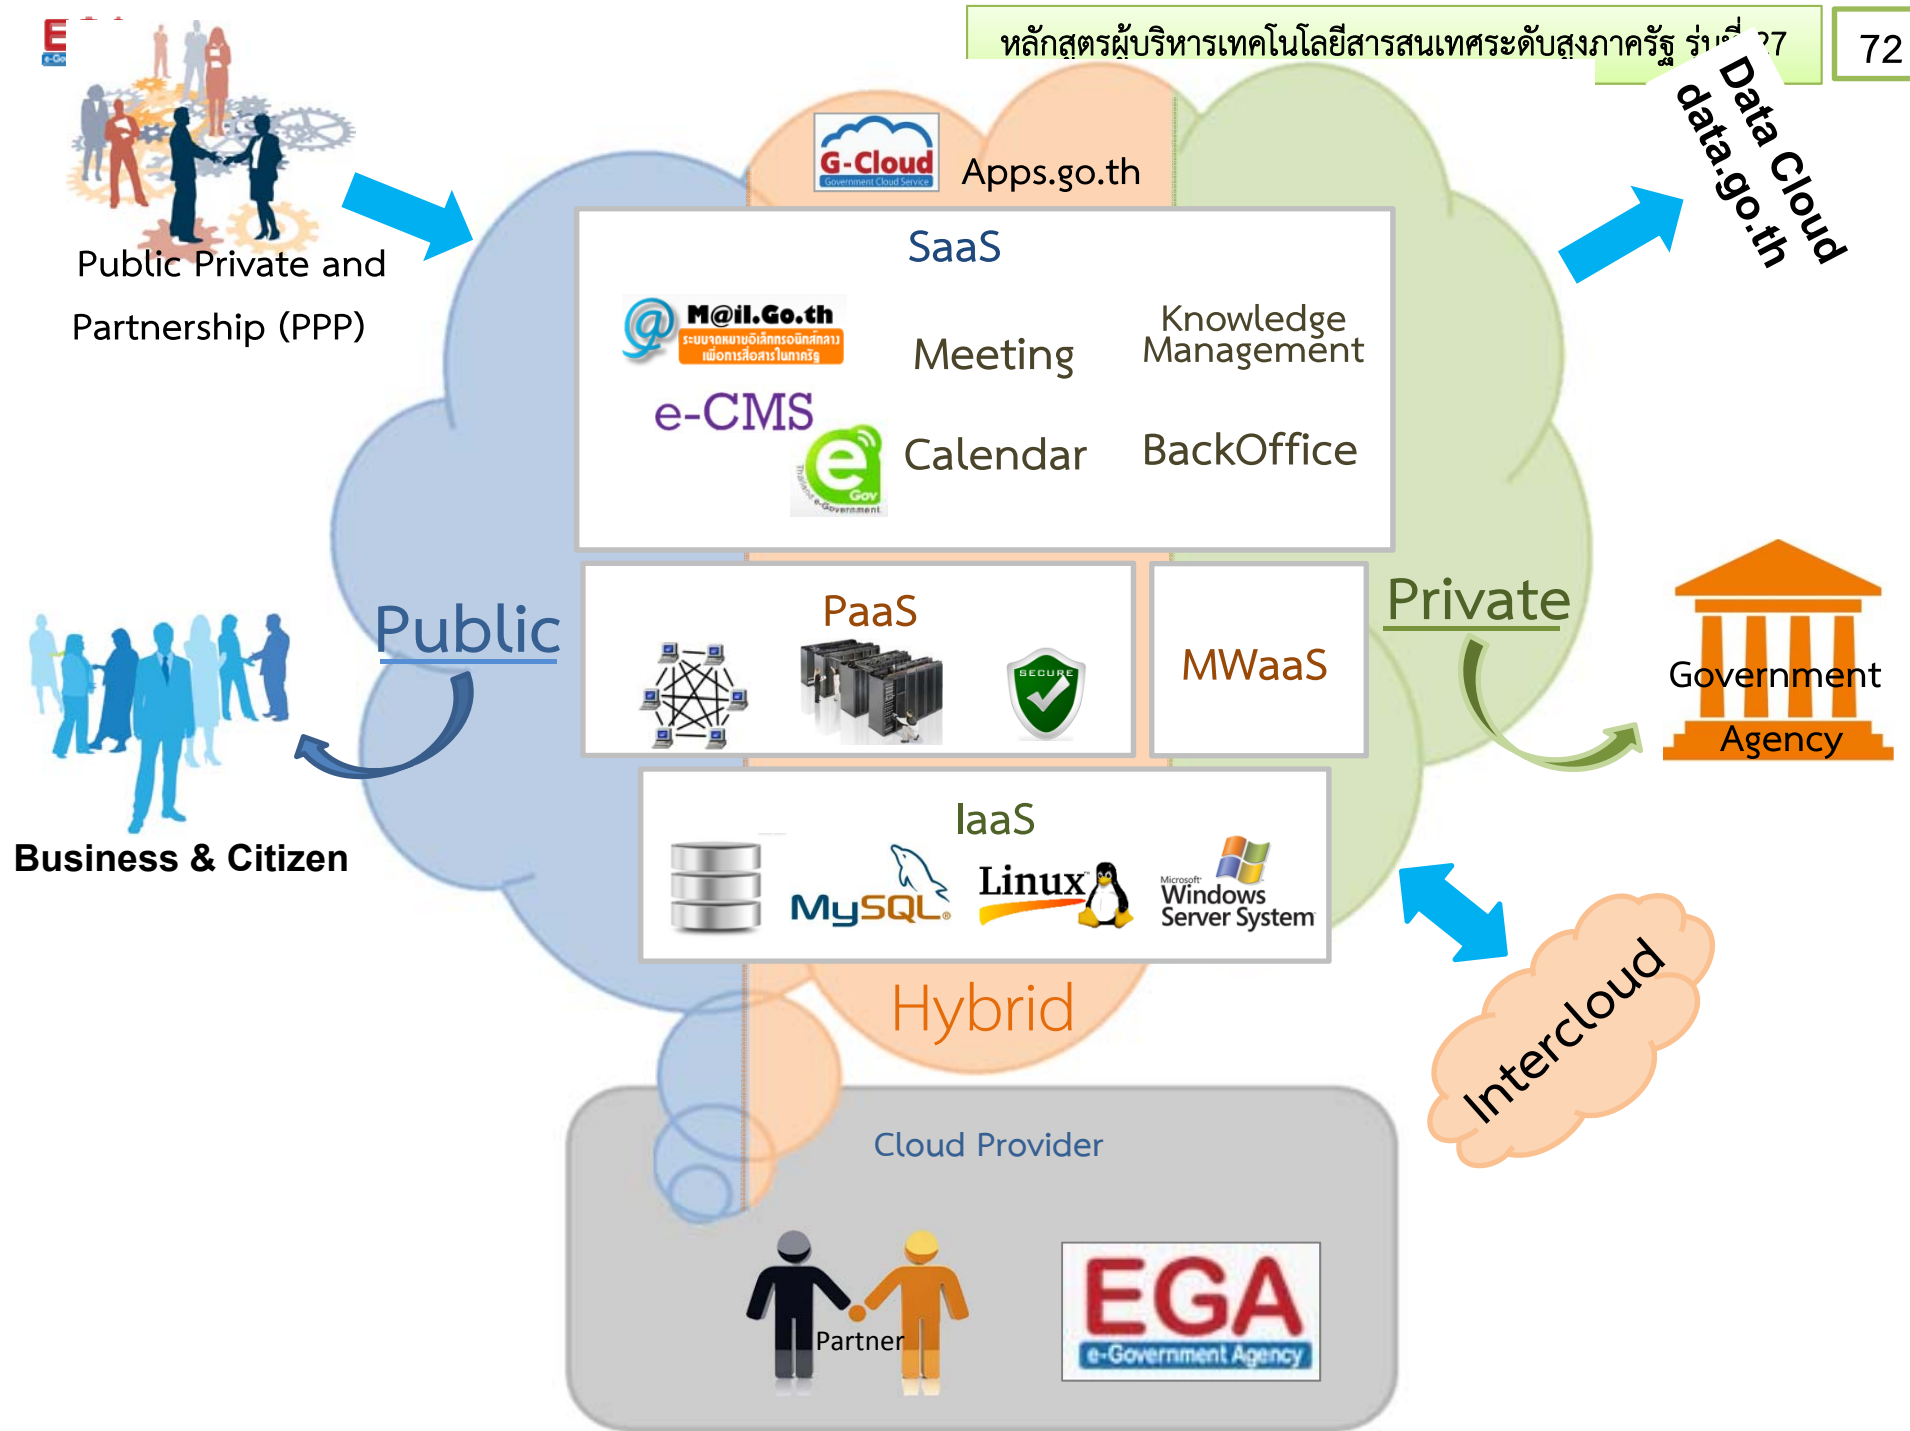 หลักสูตรผู้บริหารเทคโนโลยีสารสนเทศระดับสูงภาครัฐ รุ่นที่ 27
72
Data Cloud
data.go.th
G-Cloud
Government Cloud Service
Apps.go.th
Public Private and
Partnership (PPP)
SaaS
M@il.Go.th
ระบบจดหมายอิเล็กทรอนิกส์กลาง
เพื่อการสื่อสารในภาครัฐ
Meeting
Knowledge
Management
e-CMS
e
Gov
Thailand e-Government
Calendar
BackOffice
Public
PaaS
SECURE
MWaaS
Private
Government
Agency
Business & Citizen
IaaS
MySQL®
Linux™
Microsoft
Windows
Server System
Hybrid
Intercloud
Cloud Provider
Partner
EGA
e-Government Agency